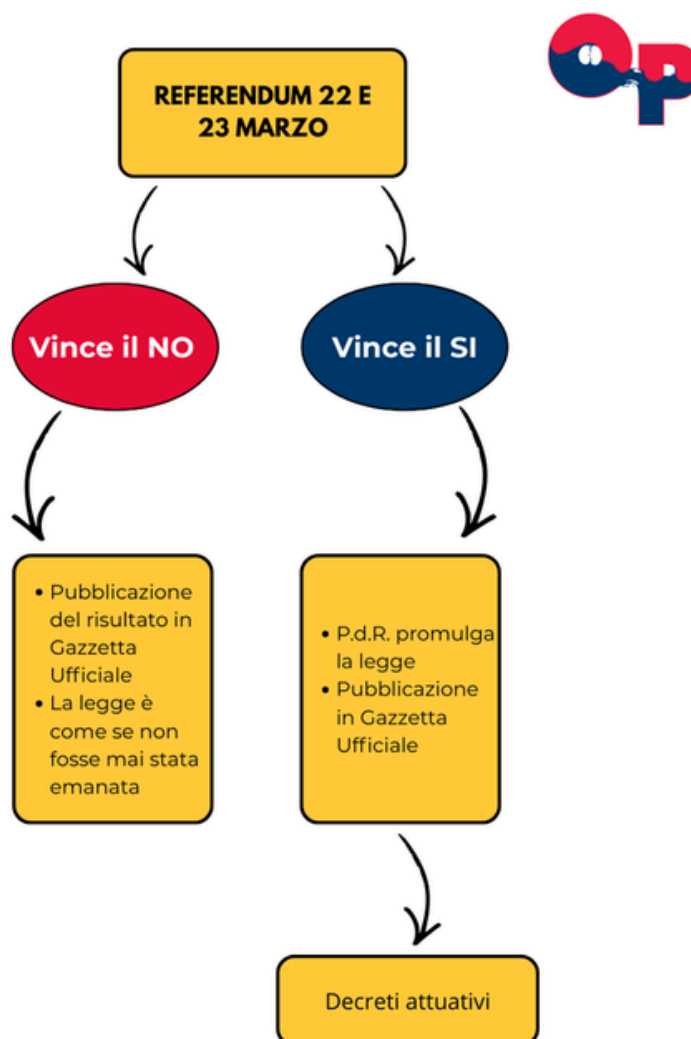 OP
REFERENDUM 22 E
23 MARZO
Vince il NO
Vince il SI
• Pubblicazione
del risultato in
Gazzetta
Ufficiale
• La legge è
come se non
fosse mai stata
emanata
• P.d.R. promulga
la legge
• Pubblicazione
in Gazzetta
Ufficiale
Decreti attuativi